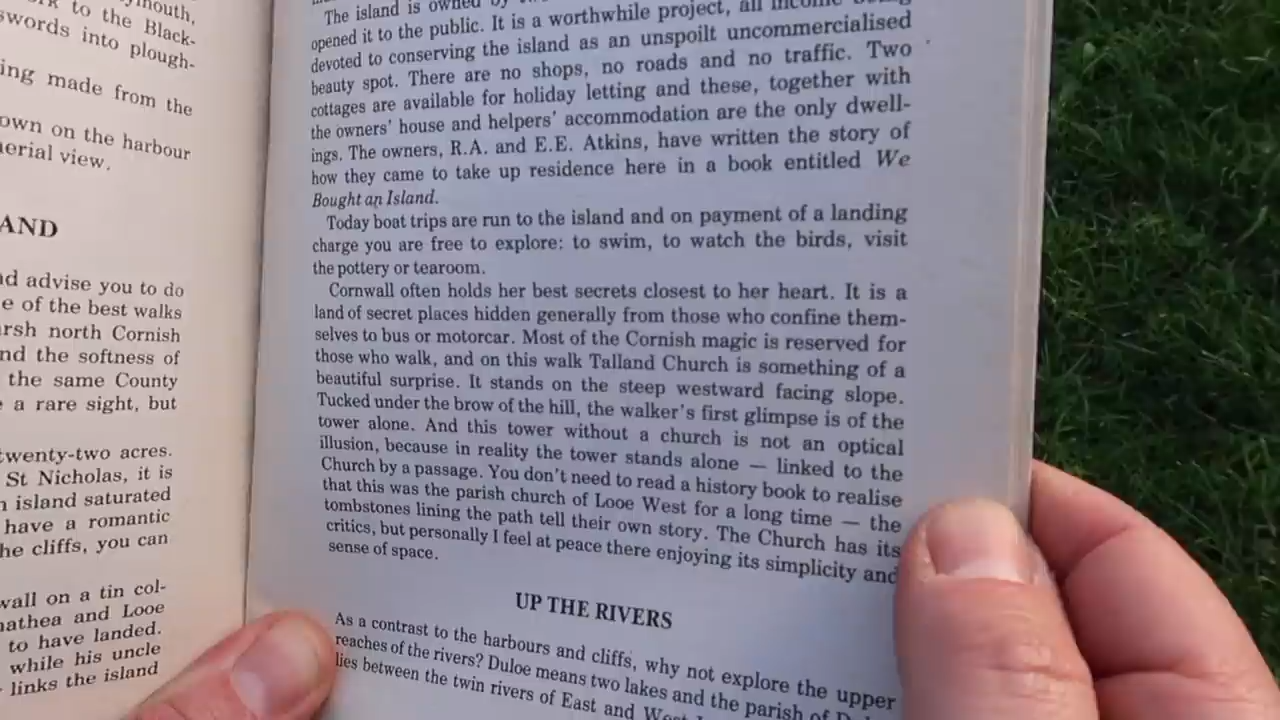 ymouth,
to the Black-
swords into plough-
ing made from the
own on the harbour
aerial view.
AND
nd advise you to do
e of the best walks
arsh north Cornish
nd the softness of
the same County
e a rare sight, but
twenty-two acres.
St Nicholas, it is
n island saturated
have a romantic
he cliffs, you can
wall on a tin col-
mathea and Looe
to have landed.
while his uncle
links the island
The island is owned by
opened it to the public. It is a worthwhile project, all income being
devoted to conserving the island as an unspoilt uncommercialised
beauty spot. There are no shops, no roads and no traffic. Two
cottages are available for holiday letting and these, together with
the owners' house and helpers' accommodation are the only dwell-
ings. The owners, R.A. and E.E. Atkins, have written the story of
how they came to take up residence here in a book entitled We
Bought an Island.
Today boat trips are run to the island and on payment of a landing
charge you are free to explore: to swim, to watch the birds, visit
the pottery or tearoom.
Cornwall often holds her best secrets closest to her heart. It is a
land of secret places hidden generally from those who confine them-
selves to bus or motorcar. Most of the Cornish magic is reserved for
those who walk, and on this walk Talland Church is something of a
beautiful surprise. It stands on the steep westward facing slope.
Tucked under the brow of the hill, the walker's first glimpse is of the
tower alone. And this tower without a church is not an optical
illusion, because in reality the tower stands alone — linked to the
Church by a passage. You don't need to read a history book to realise
that this was the parish church of Looe West for a long time — the
tombstones lining the path tell their own story. The Church has its
critics, but personally I feel at peace there enjoying its simplicity and
sense of space.
UP THE RIVERS
As a contrast to the harbours and cliffs, why not explore the upper
reaches of the rivers? Duloe means two lakes and the parish of
lies between the twin rivers of East and West